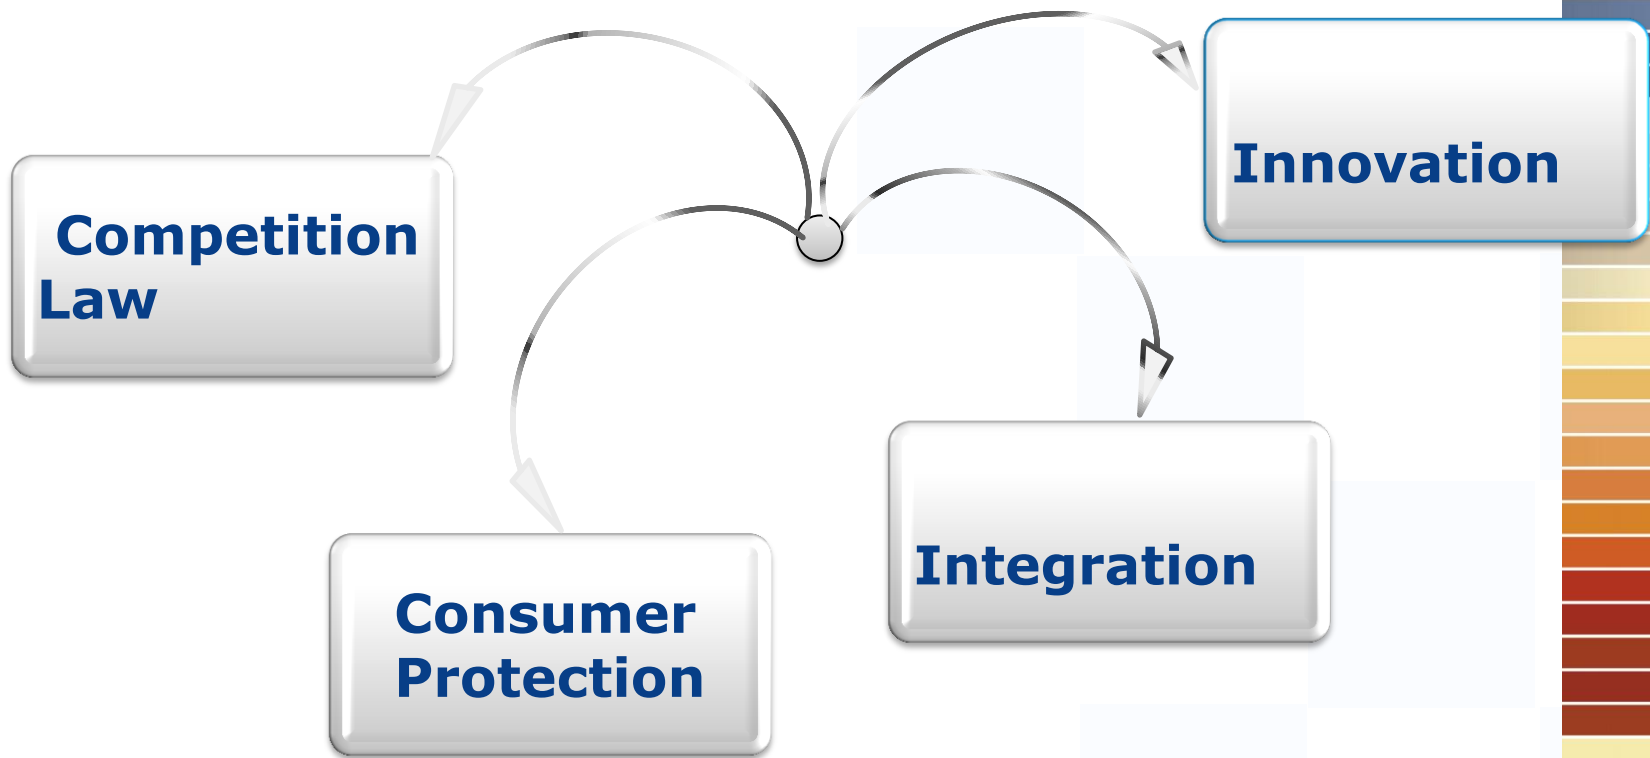 Competition
Law
Innovation
Consumer
Protection
Integration